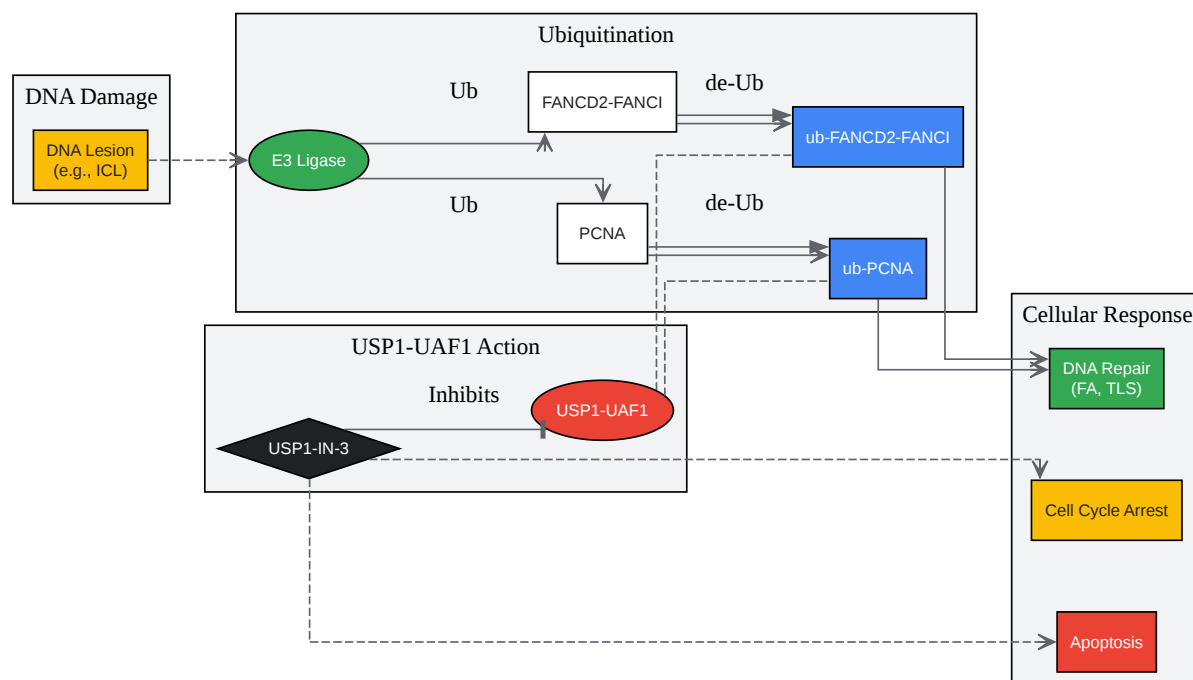 Ubiquitination
DNA Damage
Ub
de-Ub
FANCD2-FANCI
ub-FANCD2-FANCI
DNA Lesion
(e.g., ICL)
E3 Ligase
Ub
de-Ub
PCNA
ub-PCNA
Cellular Response
USP1-UAF1 Action
DNA Repair
(FA, TLS)
Inhibits
USP1-UAF1
USP1-IN-3
Cell Cycle Arrest
Apoptosis